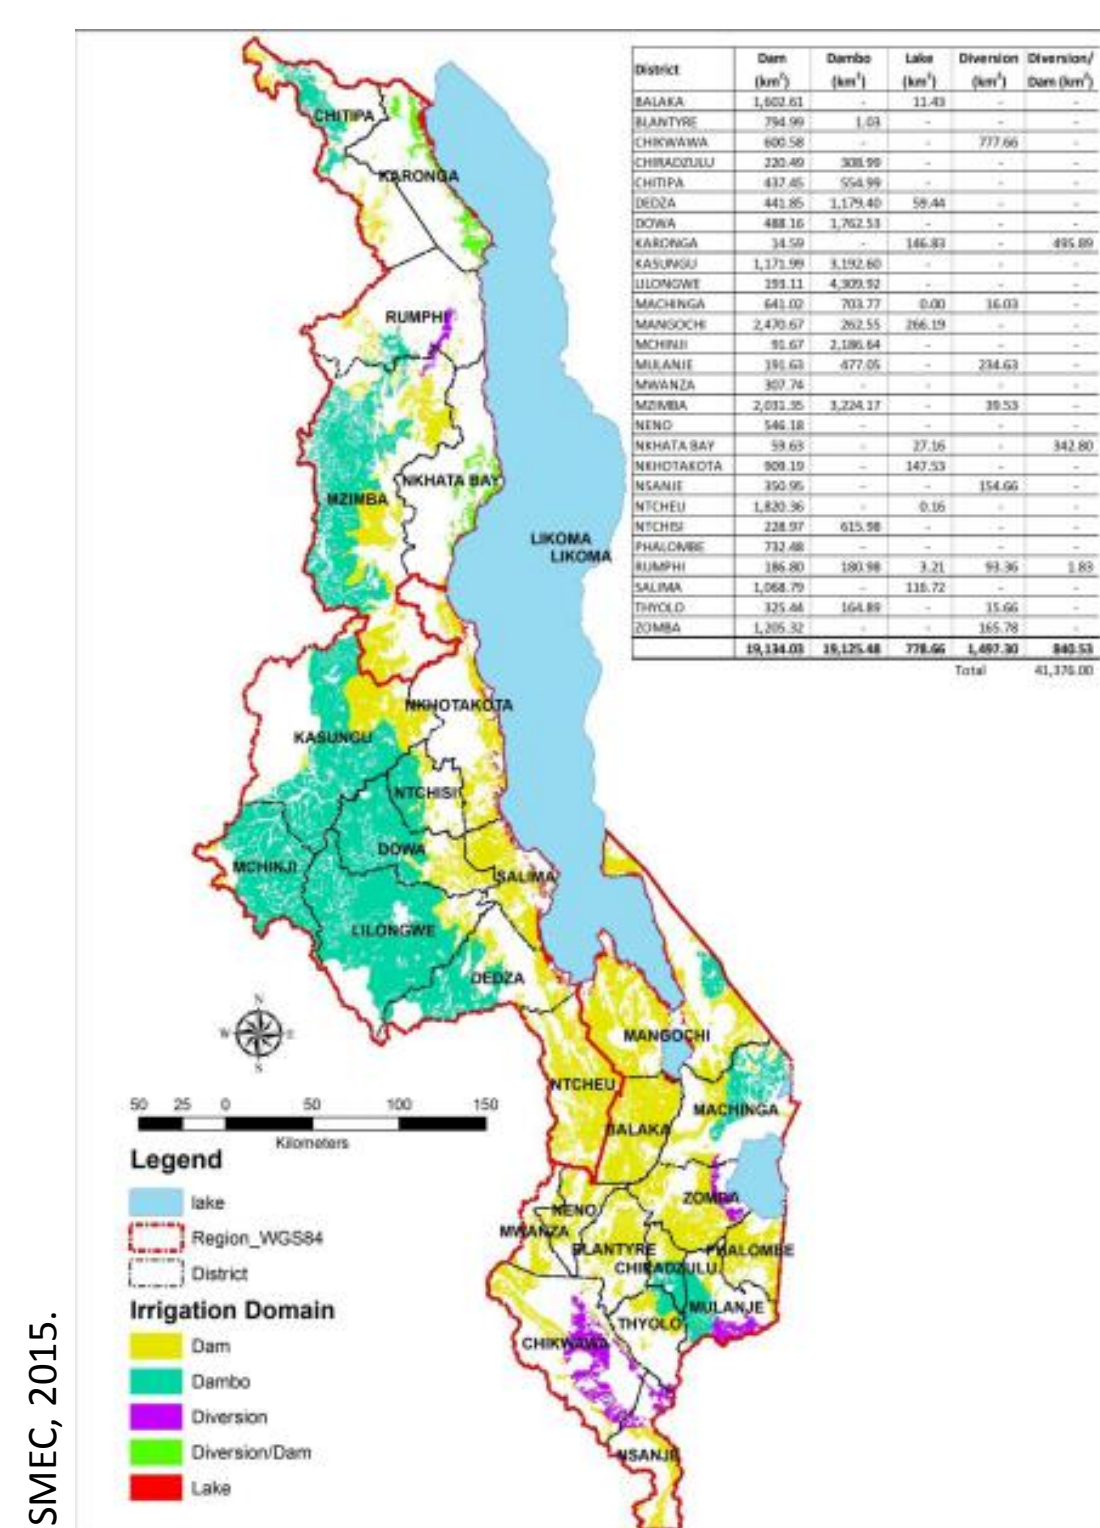 District Dam (km²) Dambo (km²) Lake (km²) Diversion (km²) Diversion/ Dam (km²)
BALAKA 1,602.61 - 11.43 - -
BLANTYRE 794.99 1.03 - - -
CHIKWAWA 600.58 - - 777.66 -
CHIRADZULU 220.49 308.99 - - -
CHITIPA 437.45 554.99 - - -
DEDZA 441.85 1,179.40 59.44 - -
DOWA 488.16 1,762.53 - - -
KARONGA 14.59 - 146.83 - 495.89
KASUNGU 1,171.99 3,192.60 - - -
LILONGWE 193.11 4,309.92 - - -
MACHINGA 641.02 703.77 0.00 16.03 -
MANGOCHI 2,470.67 262.55 266.19 - -
MCHINJI 91.67 2,186.64 - - -
MULANJE 191.63 477.05 - 234.63 -
MWANZA 307.74 - - - -
MZIMBA 2,031.35 3,224.17 - 39.53 -
NENO 546.18 - - - -
NKHATA BAY 59.63 - 27.16 - 342.80
NKHOTAKOTA 909.19 - 147.53 - -
NSANJE 350.95 - - 154.66 -
NTCHEU 1,820.36 - 0.16 - -
NTCHISI 228.97 615.98 - - -
PHALOMBE 732.48 - - - -
RUMPHI 186.80 180.98 3.21 93.36 1.83
SALIMA 1,068.79 - 116.72 - -
THYOLO 325.44 164.89 - 15.66 -
ZOMBA 1,205.32 - - 165.78 -
19,134.03 19,125.48 778.66 1,497.30 840.53
Total 41,376.00
CHITIPA
KARONGA
RUMPHI
NKHATA BAY
MZIMBA
LIKOMA
LIKOMA
NKHOTAKOTA
KASUNGU
NTCHISI
DOWA
MCHINJI
SALIMA
LILONGWE
DEDZA
MANGOCHI
NTCHEU
MACHINGA
BALAKA
ZOMBA
NENO
MWANZA
BLANTYRE
PHALOMBE
CHIRADZULU
MULANJE
THYOLO
CHIKWAWA
NSANJE
N
W E
S
50 25 0 50 100 150
Kilometers
Legend
lake
Region_WGS84
District
Irrigation Domain
Dam
Dambo
Diversion
Diversion/Dam
Lake
SMEC, 2015.